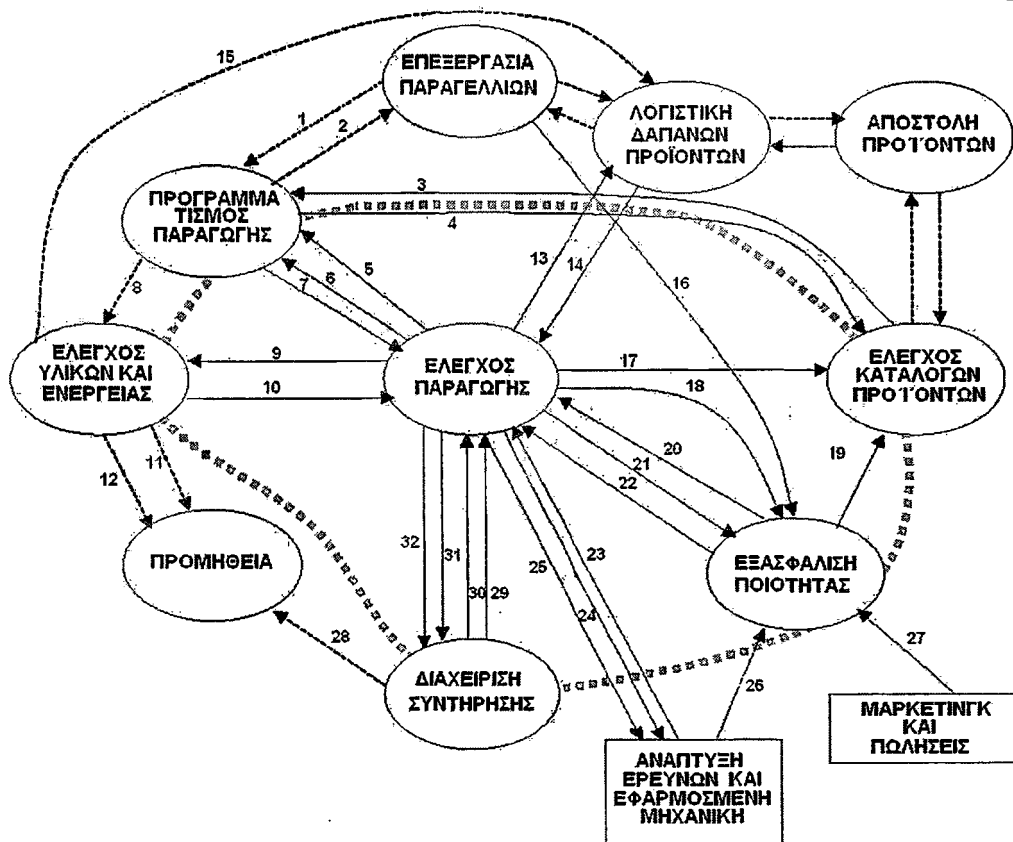 15
ΕΠΕΞΕΡΓΑΣΙΑ
ΠΑΡΑΓΕΛΛΙΩΝ
ΛΟΓΙΣΤΙΚΗ
ΔΑΠΑΝΩΝ
ΠΡΟΪΟΝΤΩΝ
ΑΠΟΣΤΟΛΗ
ΠΡΟΪΟΝΤΩΝ
1
2
ΠΡΟΓΡΑΜΜΑ
ΤΙΣΜΟΣ
ΠΑΡΑΓΩΓΗΣ
3
4
5
6
7
8
13
14
16
ΕΛΕΓΧΟΣ
ΥΛΙΚΩΝ ΚΑΙ
ΕΝΕΡΓΕΙΑΣ
9
10
ΕΛΕΓΧΟΣ
ΠΑΡΑΓΩΓΗΣ
17
18
ΕΛΕΓΧΟΣ
ΚΑΤΑΛΟΓΩΝ
ΠΡΟΪΟΝΤΩΝ
12
11
20
21
22
19
ΠΡΟΜΗΘΕΙΑ
32
31
30
29
25
23
24
ΕΞΑΣΦΑΛΙΣΗ
ΠΟΙΟΤΗΤΑΣ
28
ΔΙΑΧΕΙΡΙΣΗ
ΣΥΝΤΗΡΗΣΗΣ
26
27
ΑΝΑΠΤΥΞΗ
ΕΡΕΥΝΩΝ ΚΑΙ
ΕΦΑΡΜΟΣΜΕΝΗ
ΜΗΧΑΝΙΚΗ
ΜΑΡΚΕΤΙΝΓΚ
ΚΑΙ
ΠΩΛΗΣΕΙΣ